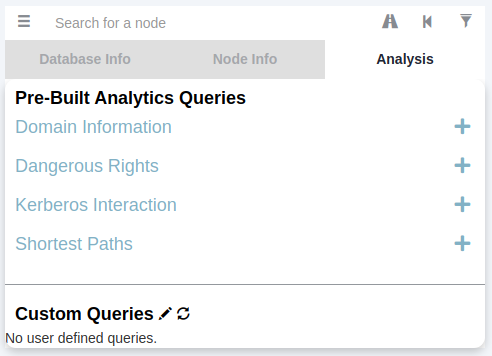 Search for a node
Database Info Node Info Analysis
Pre-Built Analytics Queries
Domain Information
Dangerous Rights
Kerberos Interaction
Shortest Paths
Custom Queries
No user defined queries.